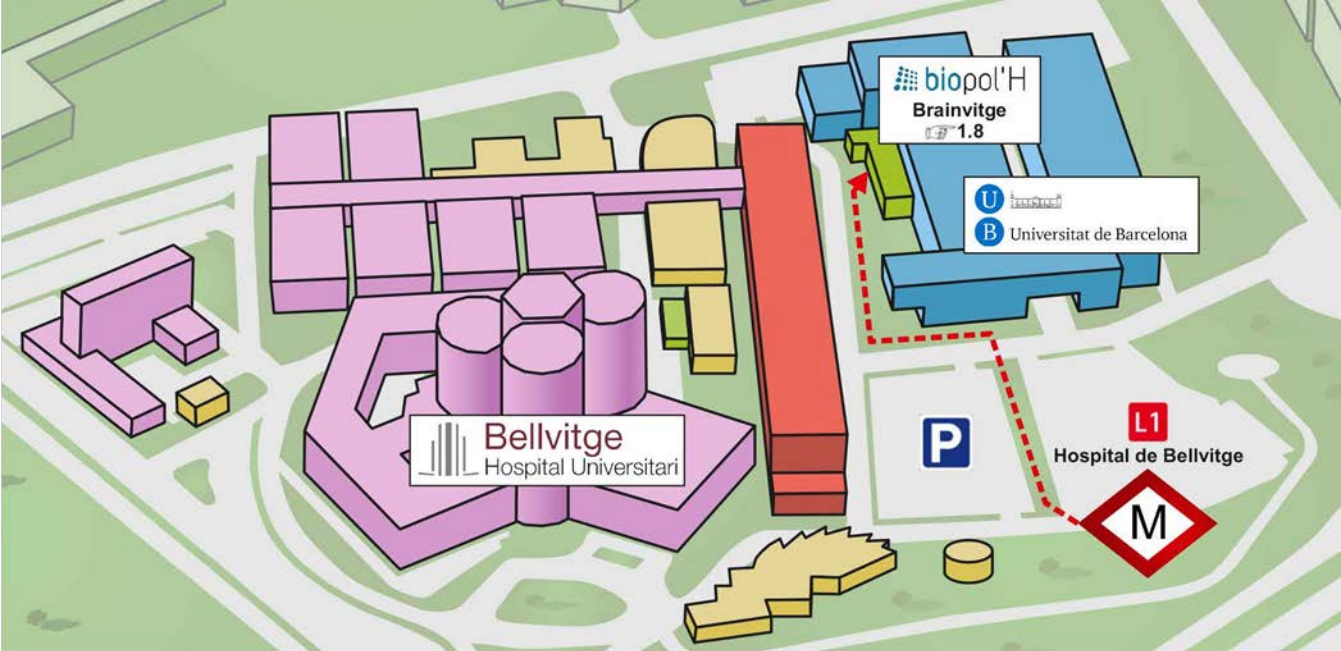 biopol'H
Brainvitge
1.8
U
B Universitat de Barcelona
Bellvitge
Hospital Universitari
P
L1
Hospital de Bellvitge
M